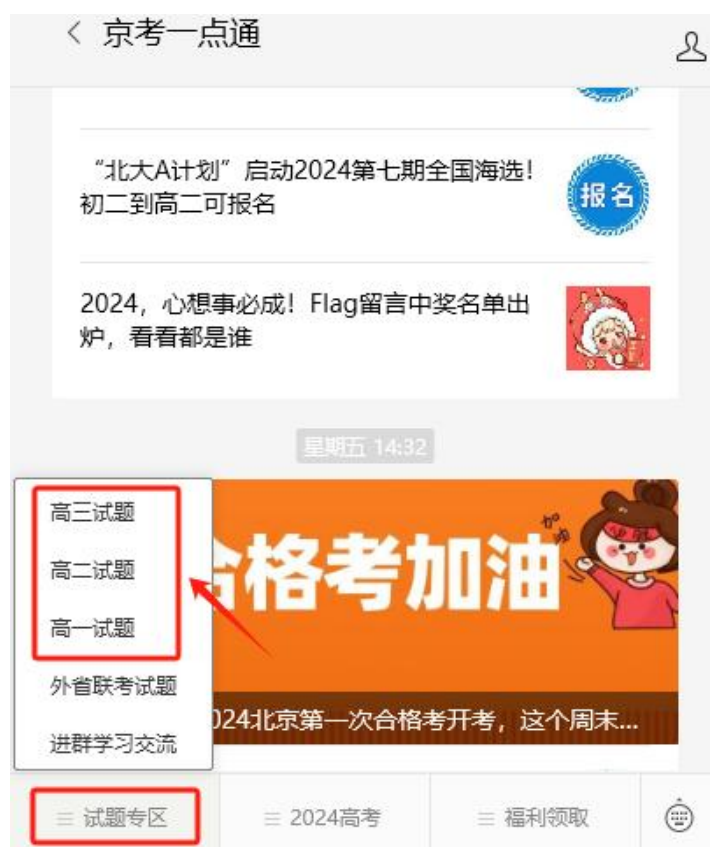 京考一点通
“北大A计划”启动2024第七期全国海选!
初二到高二可报名
报名
2024,心想事必成!Flag留言中奖名单出
炉,看看都是谁
星期五 14:32
合格考加油
加油
024北京第一次合格考开考,这个周末...
高三试题
高二试题
高一试题
外省联考试题
进群学习交流
试题专区
2024高考
福利领取